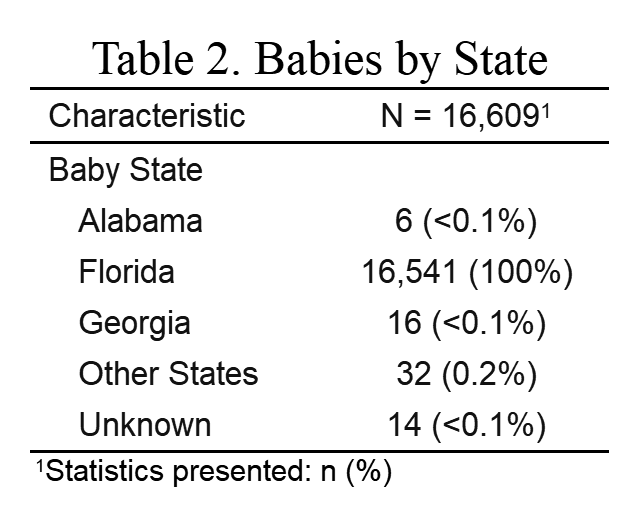 Table 2. Babies by State
Characteristic N = 16,609¹
Baby State
Alabama 6 (<0.1%)
Florida 16,541 (100%)
Georgia 16 (<0.1%)
Other States 32 (0.2%)
Unknown 14 (<0.1%)
¹Statistics presented: n (%)